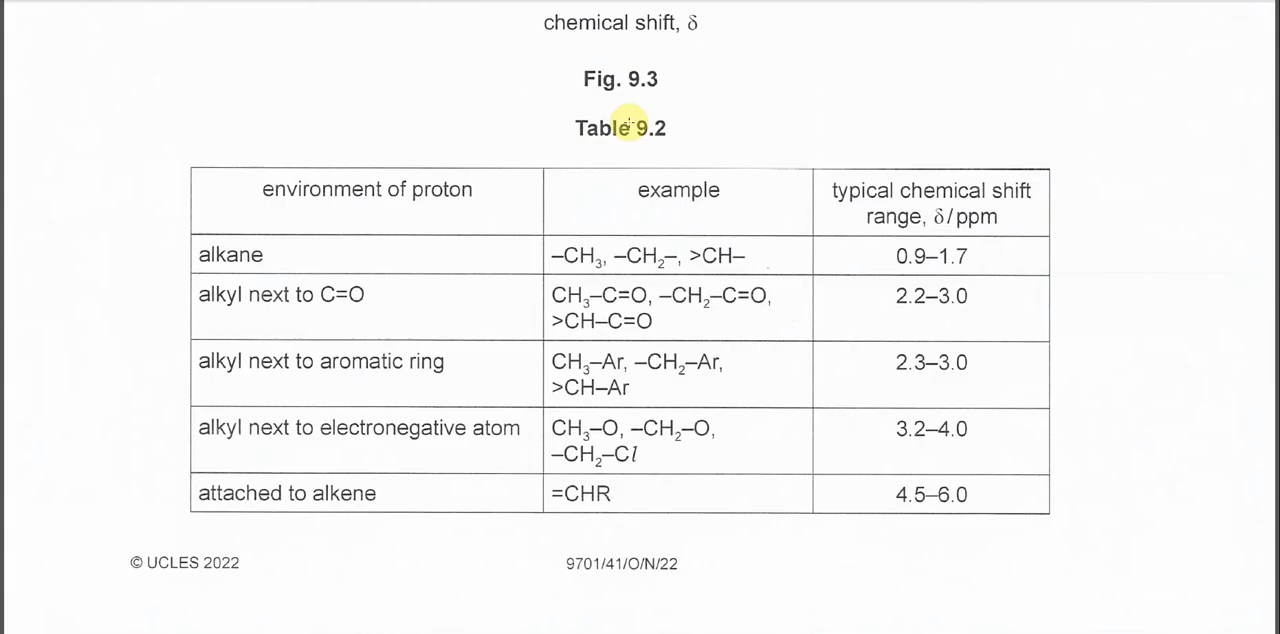 chemical shift, δ
Fig. 9.3
Table 9.2
environment of proton example typical chemical shift range, δ/ppm
alkane –CH₃, –CH₂–, >CH– 0.9–1.7
alkyl next to C=O CH₃–C=O, –CH₂–C=O, 2.2–3.0
>CH–C=O
alkyl next to aromatic ring CH₃–Ar, –CH₂–Ar, 2.3–3.0
>CH–Ar
alkyl next to electronegative atom CH₃–O, –CH₂–O, 3.2–4.0
–CH₂–Cl
attached to alkene =CHR 4.5–6.0
© UCLES 2022 9701/41/O/N/22